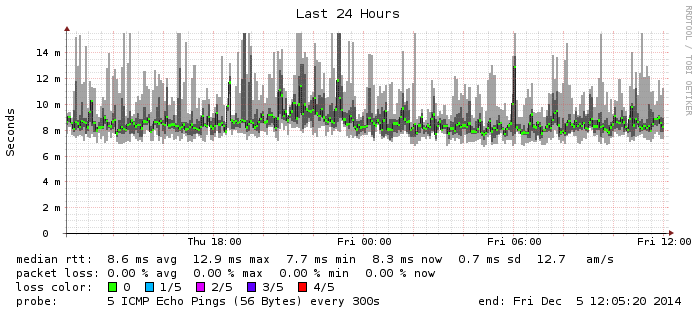 Last 24 Hours
RRDTOOL / TOBI OETIKER
Seconds
14 m
12 m
10 m
8 m
6 m
4 m
2 m
0
Thu 18:00 Fri 00:00 Fri 06:00 Fri 12:00
median rtt: 8.6 ms avg 12.9 ms max 7.7 ms min 8.3 ms now 0.7 ms sd 12.7 am/s
packet loss: 0.00 % avg 0.00 % max 0.00 % min 0.00 % now
loss color: 0 1/5 2/5 3/5 4/5
probe: 5 ICMP Echo Pings (56 Bytes) every 300s end: Fri Dec 5 12:05:20 2014